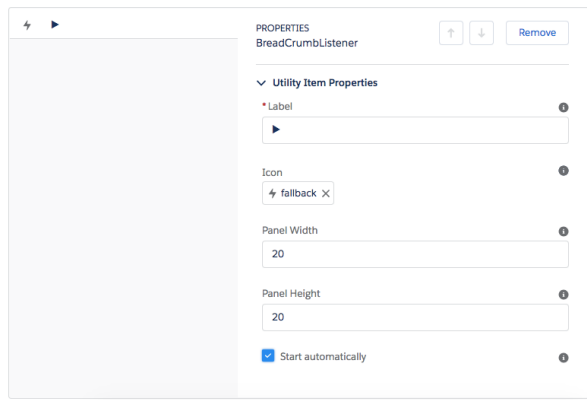 ▶
PROPERTIES
BreadCrumbListener
Remove
Utility Item Properties
*Label
▶
Icon
fallback
Panel Width
20
Panel Height
20
Start automatically